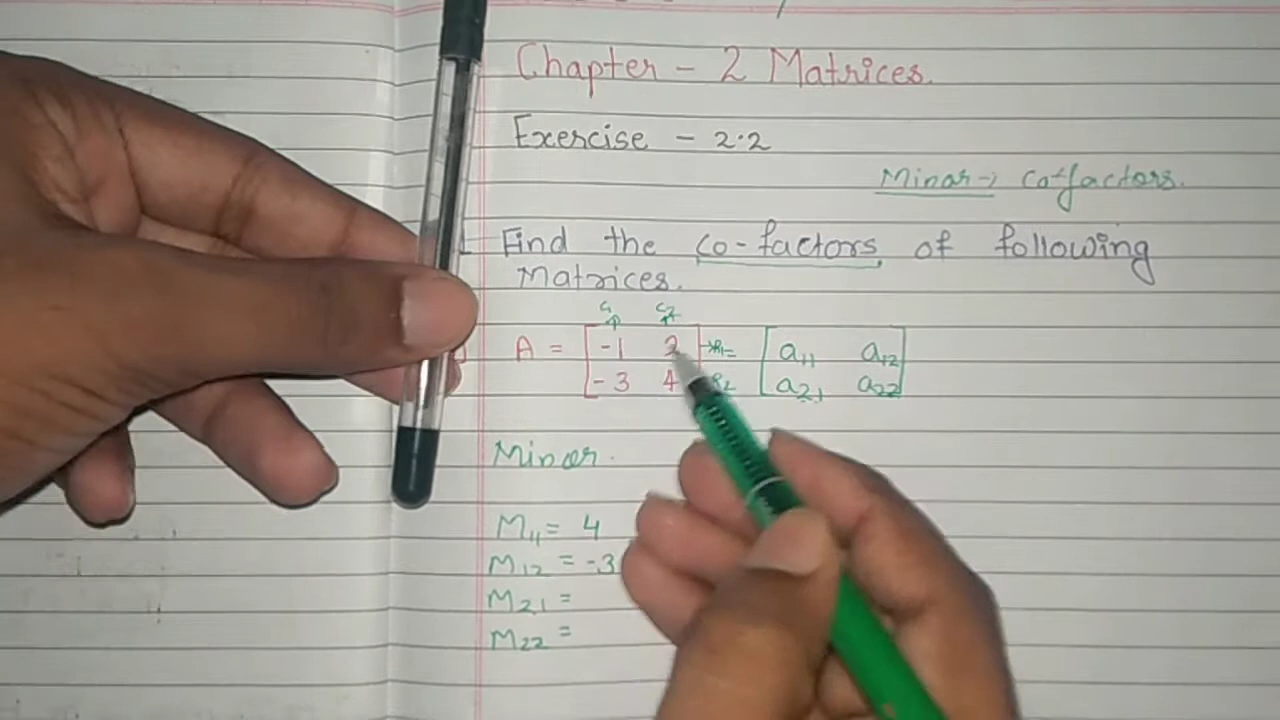 Chapter - 2 Matrices.
Exercise - 2.2
Minor → Co-factors.
Find the Co-factors of following
Matrices.
C2
A = [ -1 2 → R1 = [ a11 a12 ]
-3 4 R2 a21 a22 ]
Minor.
M11 = 4
M12 = -3
M21 =
M22 =